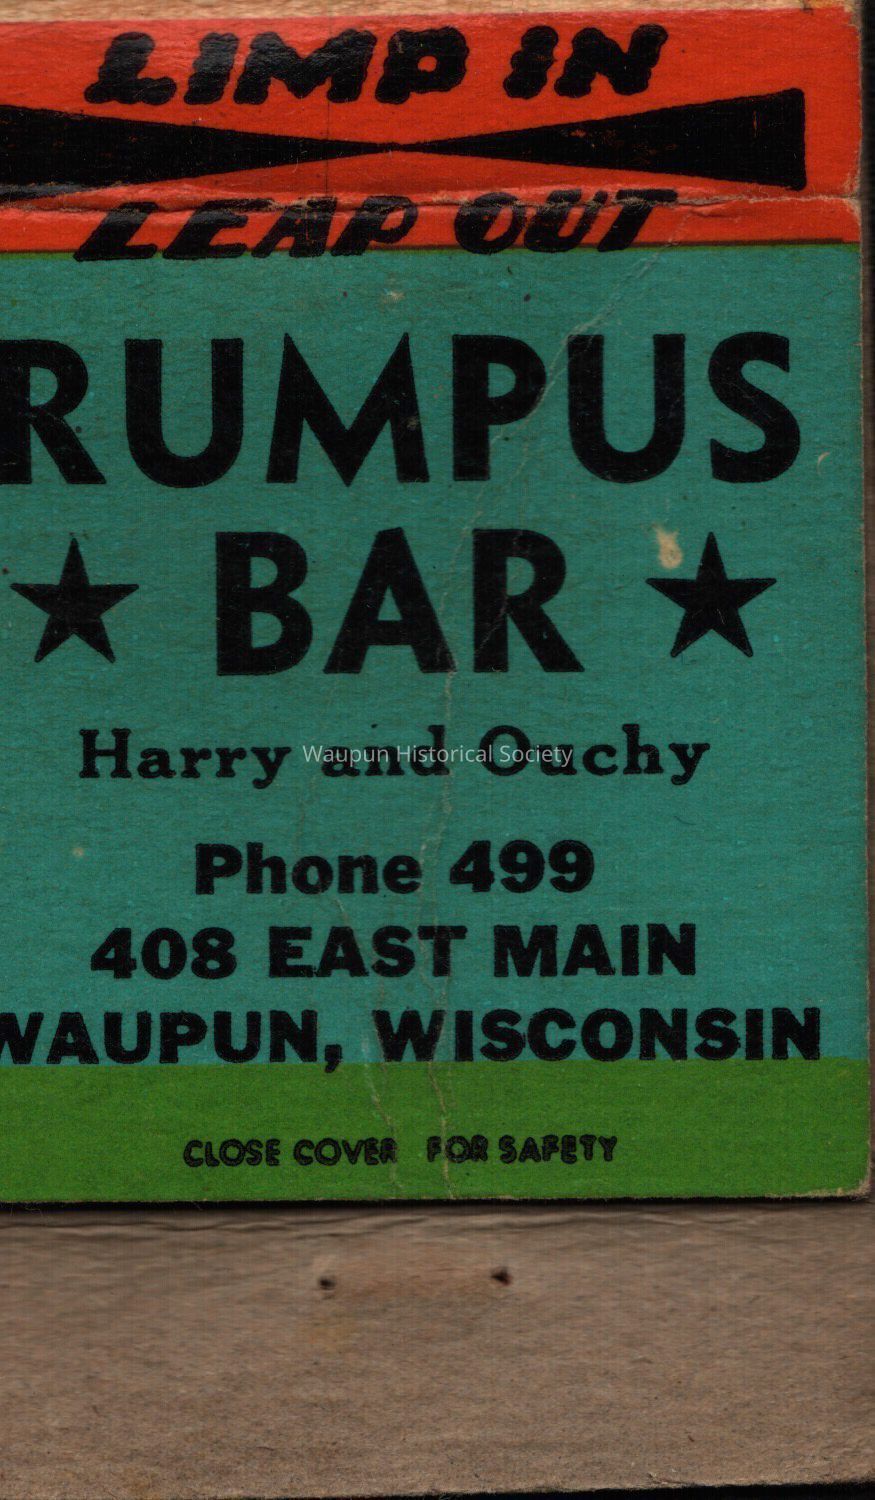 LIMP IN
LEAP OUT
RUMPUS
BAR
Harry and Ouchy
Waupun Historical Society
Phone 499
408 EAST MAIN
WAUPUN, WISCONSIN
CLOSE COVER FOR SAFETY